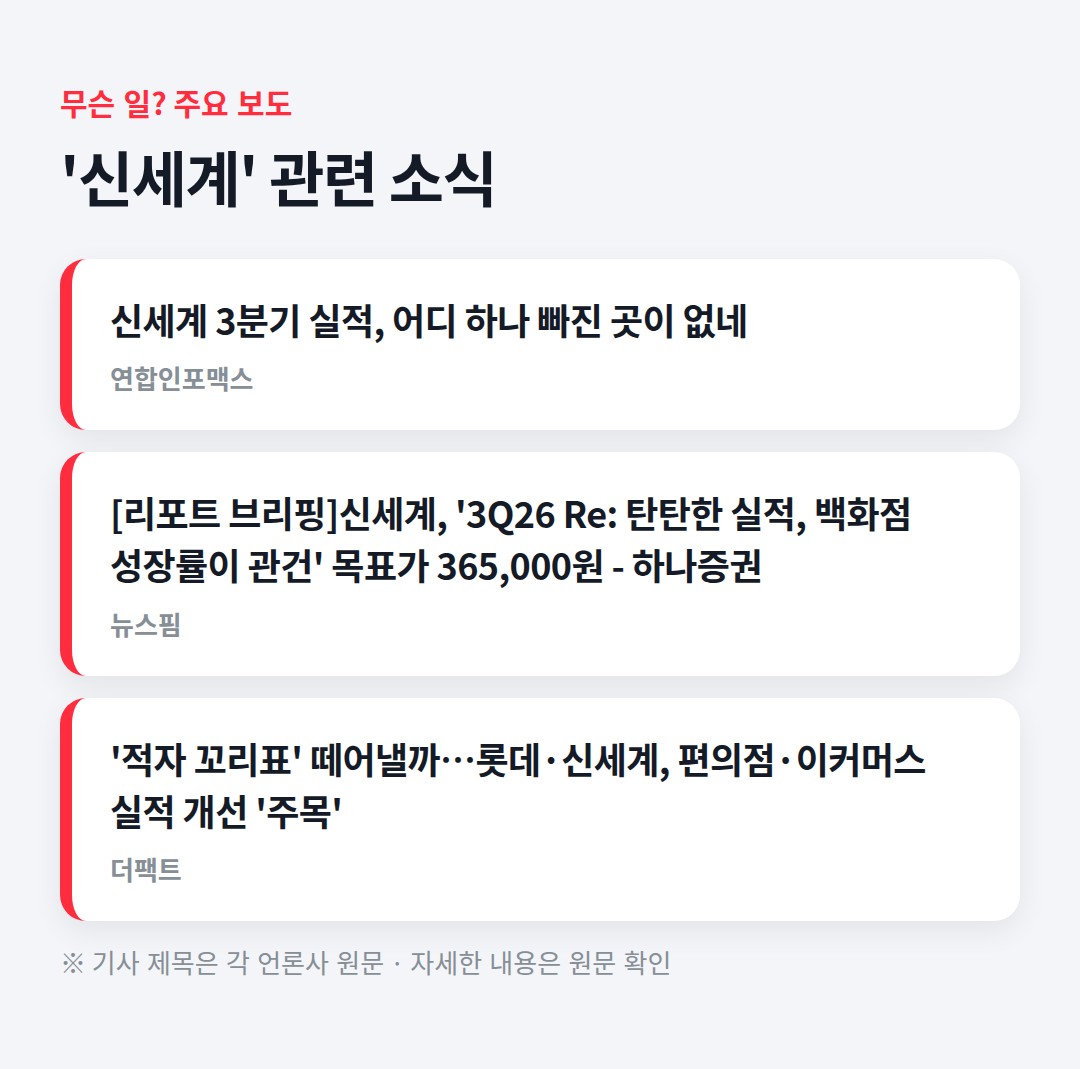 무슨 일? 주요 보도
'신세계' 관련 소식
신세계 3분기 실적, 어디 하나 빠진 곳이 없네
연합인포맥스
[리포트 브리핑]신세계, '3Q26 Re: 탄탄한 실적, 백화점
성장률이 관건' 목표가 365,000원 - 하나증권
뉴스핌
'적자 꼬리표' 떼어낼까…롯데·신세계, 편의점·이커머스
실적 개선 '주목'
더팩트
※ 기사 제목은 각 언론사 원문 · 자세한 내용은 원문 확인